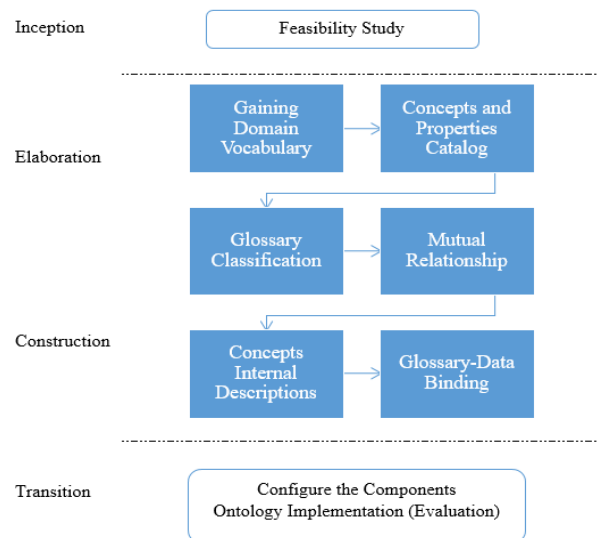 Inception
Feasibility Study
Elaboration
Gaining
Domain
Vocabulary
Concepts and
Properties
Catalog
Glossary
Classification
Mutual
Relationship
Construction
Concepts
Internal
Descriptions
Glossary-Data
Binding
Transition
Configure the Components
Ontology Implementation (Evaluation)